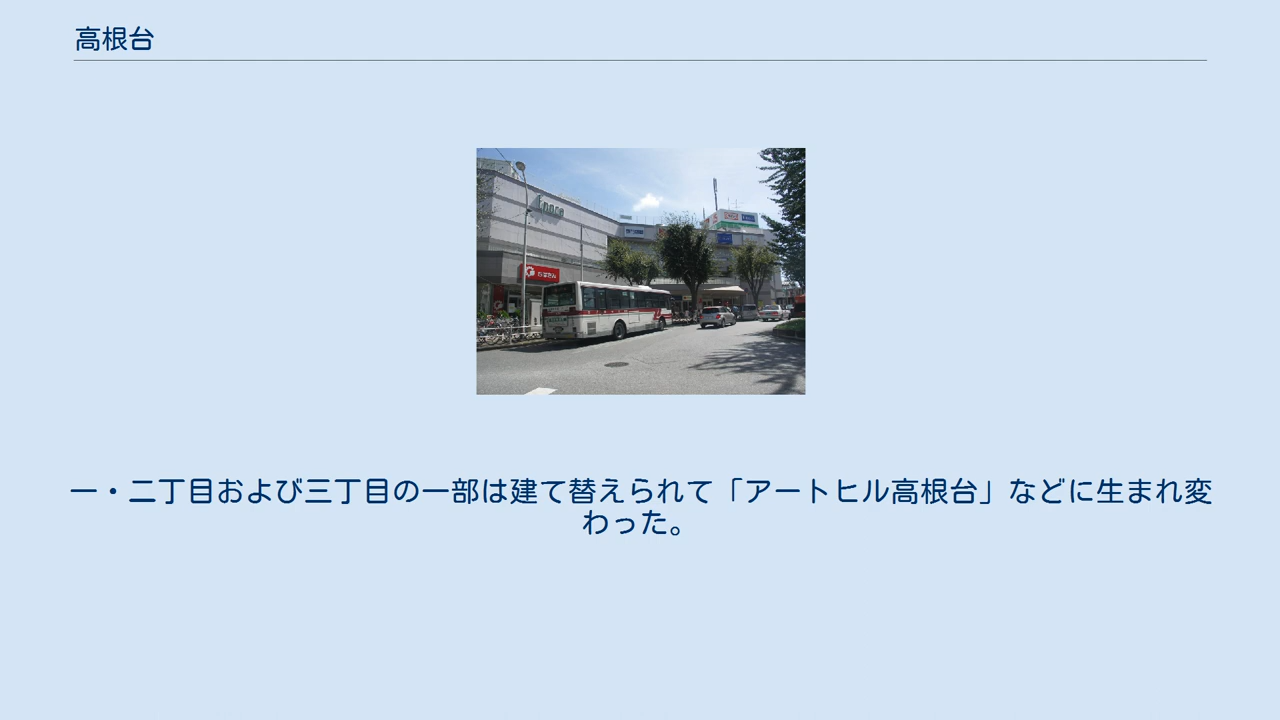 高根台
一・二丁目および三丁目の一部は建て替えられて「アートヒル高根台」などに生まれ変
わった。